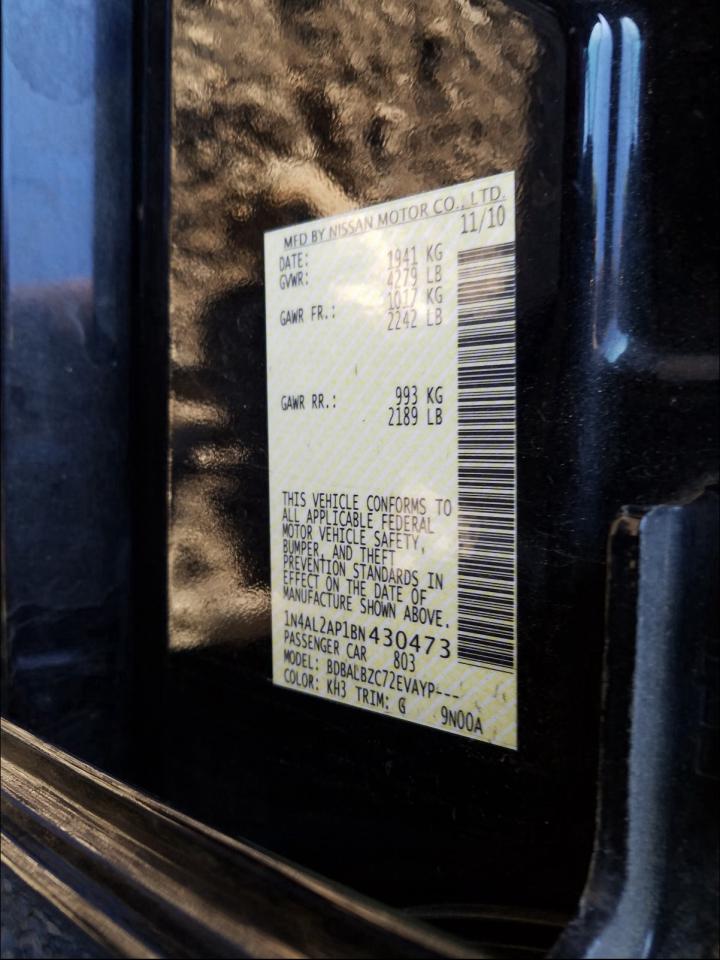 MFD BY NISSAN MOTOR CO., LTD.
DATE: 11/10
GVWR: 1941 KG
4279 LB
GAWR FR.: 1017 KG
2242 LB
GAWR RR.: 993 KG
2189 LB
THIS VEHICLE CONFORMS TO
ALL APPLICABLE FEDERAL
MOTOR VEHICLE SAFETY,
BUMPER, AND THEFT
PREVENTION STANDARDS IN
EFFECT ON THE DATE OF
MANUFACTURE SHOWN ABOVE.
1N4AL2AP1BN430473
PASSENGER CAR 803
MODEL: BDBALBZC72EVAYP---
COLOR: KH3 TRIM: G 9N00A